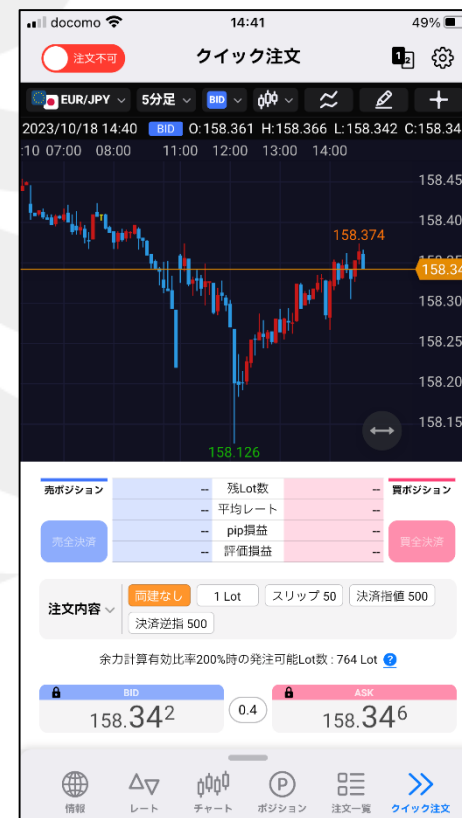 docomo 14:41 49%
注文不可 クイック注文
EUR/JPY 5分足 BID
2023/10/18 14:40 BID O:158.361 H:158.366 L:158.342 C:158.34
:10 07:00 08:00 11:00 12:00 13:00 14:00
158.45
158.40
158.374
158.34
158.30
158.25
158.20
158.15
158.126
売ポジション -- 残Lot数 -- 買ポジション
-- 平均レート --
売全決済 -- pip損益 -- 買全決済
-- 評価損益 --
注文内容 両建なし 1 Lot スリップ 50 決済指値 500
決済逆指 500
余力計算有効比率200%時の発注可能Lot数 : 764 Lot ?
BID ASK
158.342 0.4 158.346
情報 レート チャート ポジション 注文一覧 クイック注文